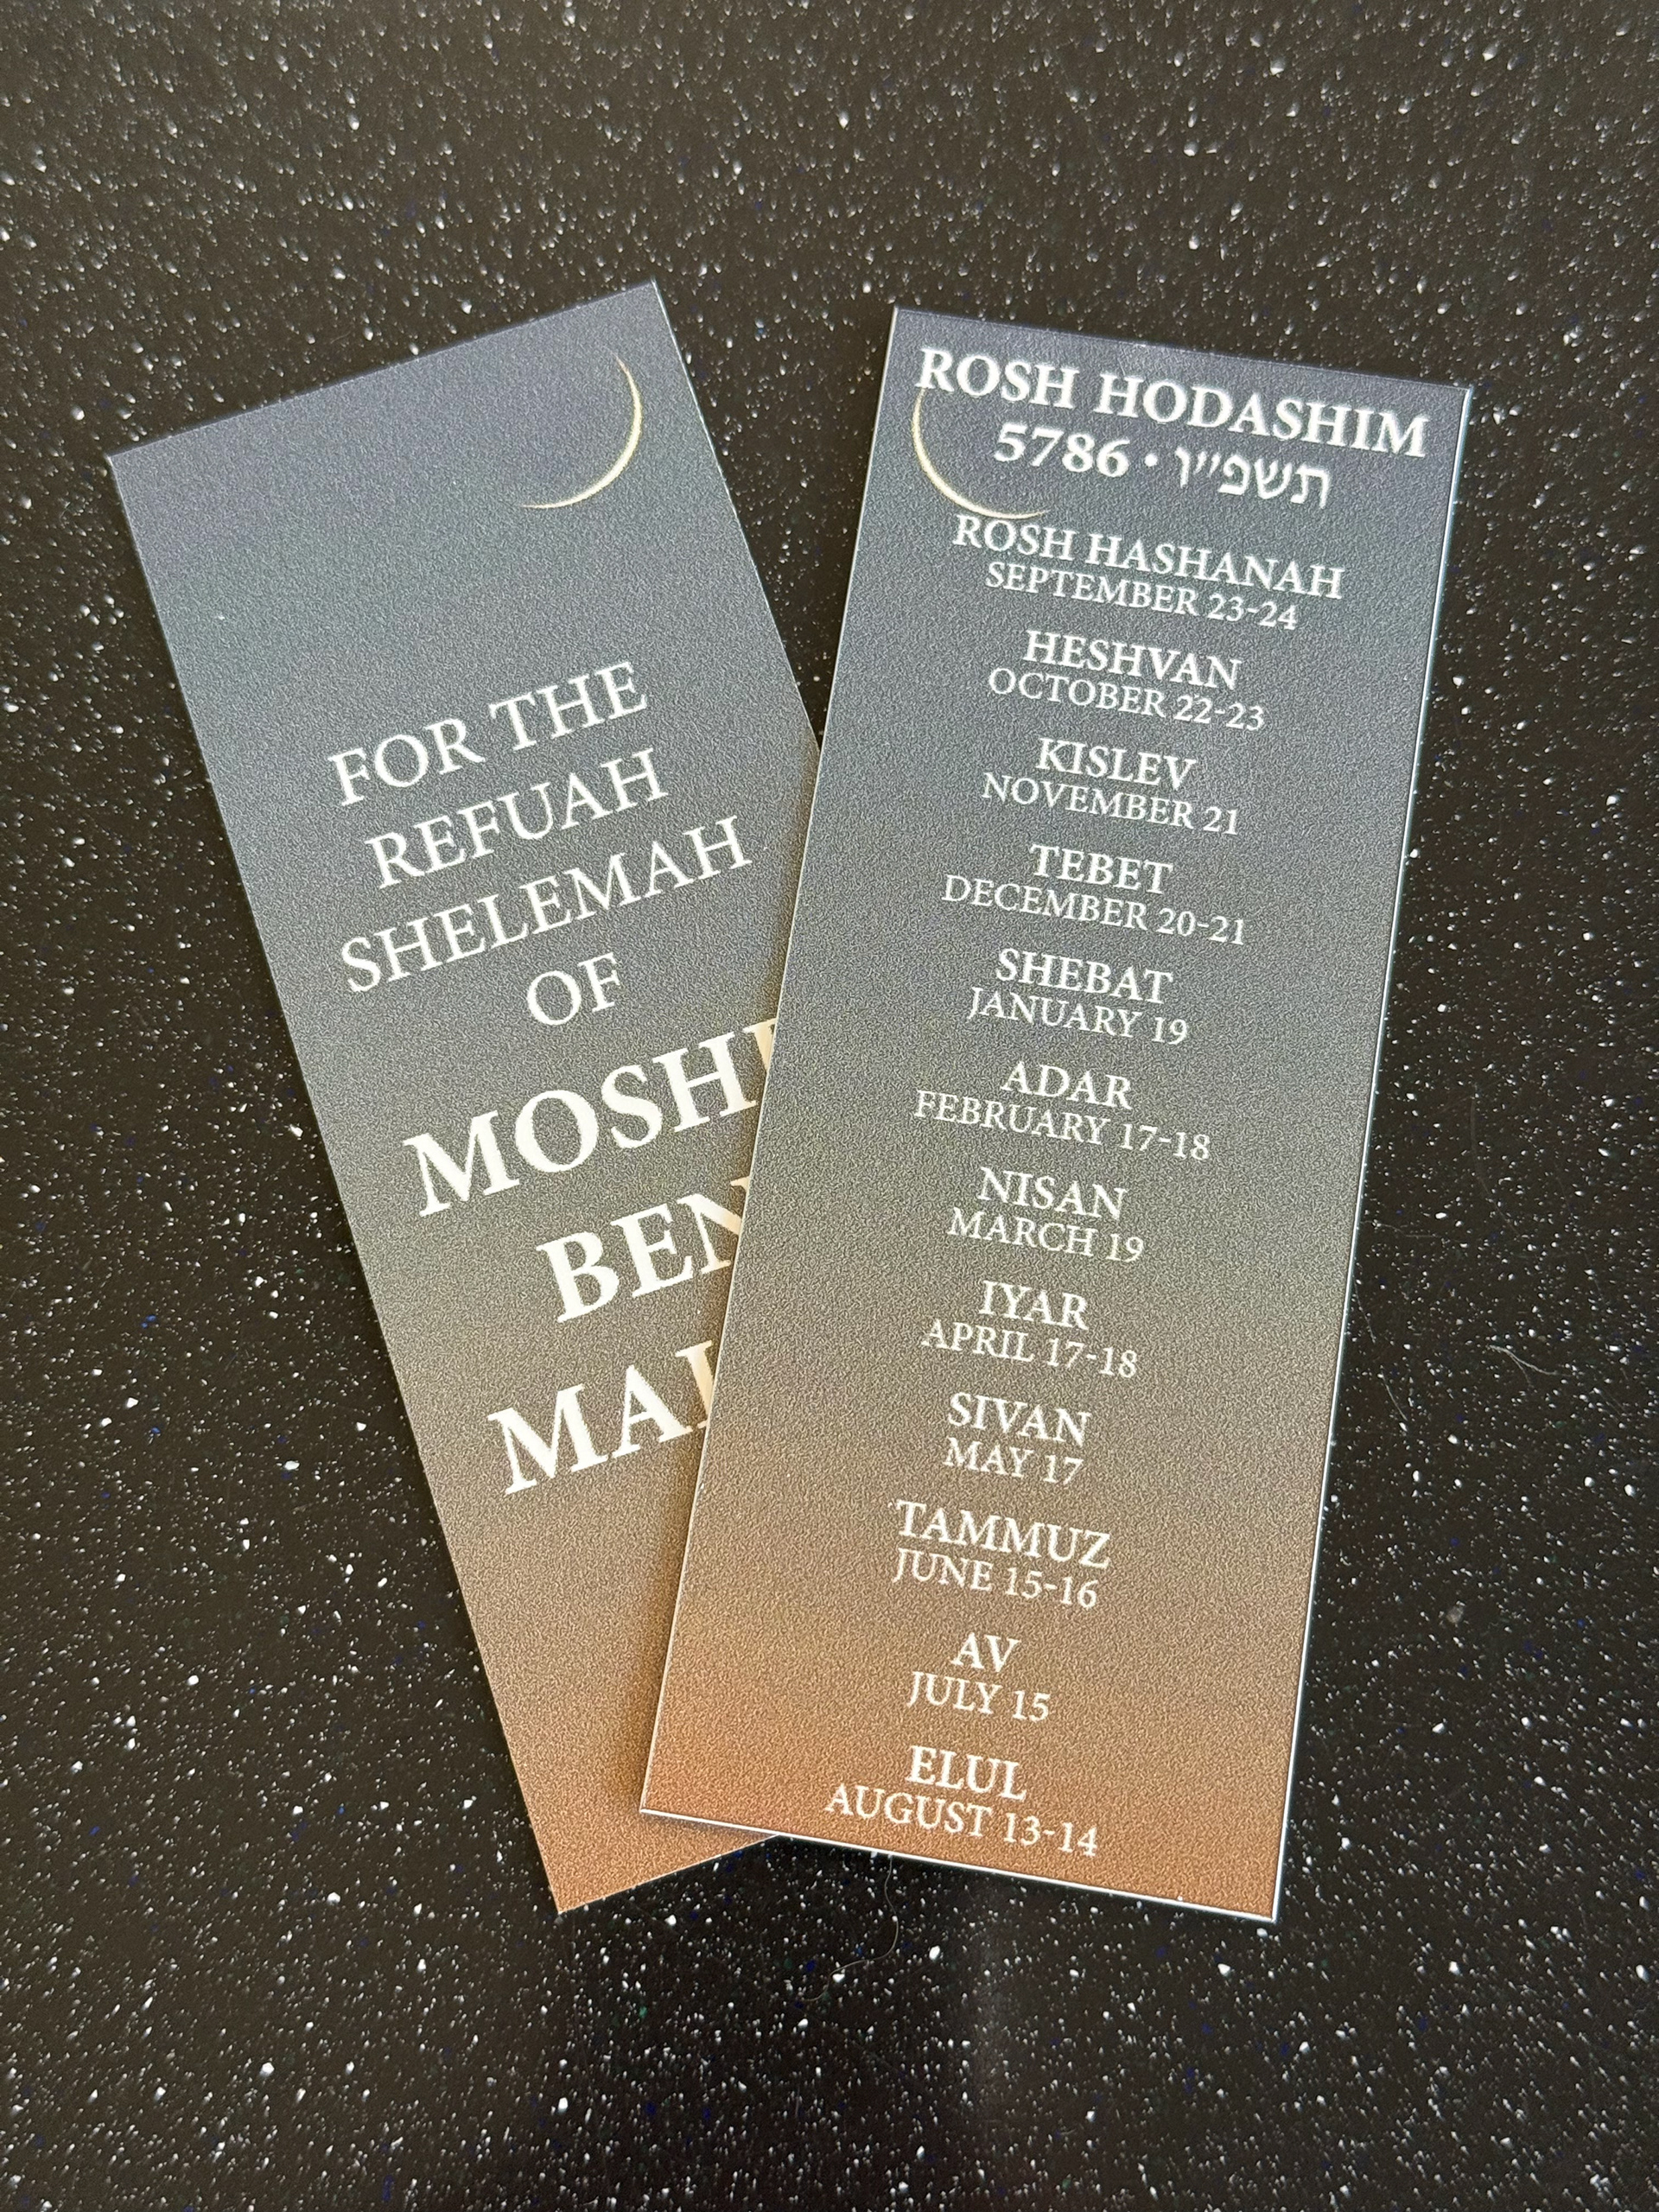 FOR THE
REFUAH
SHELEMAH
OF
MOSHE
BEN
ROSH HODASHIM
5786 • תשפ״ו
ROSH HASHANAH
SEPTEMBER 23-24
HESHVAN
OCTOBER 22-23
KISLEV
NOVEMBER 21
TEBET
DECEMBER 20-21
SHEBAT
JANUARY 19
ADAR
FEBRUARY 17-18
NISAN
MARCH 19
IYAR
APRIL 17-18
SIVAN
MAY 17
TAMMUZ
JUNE 15-16
AV
JULY 15
ELUL
AUGUST 13-14